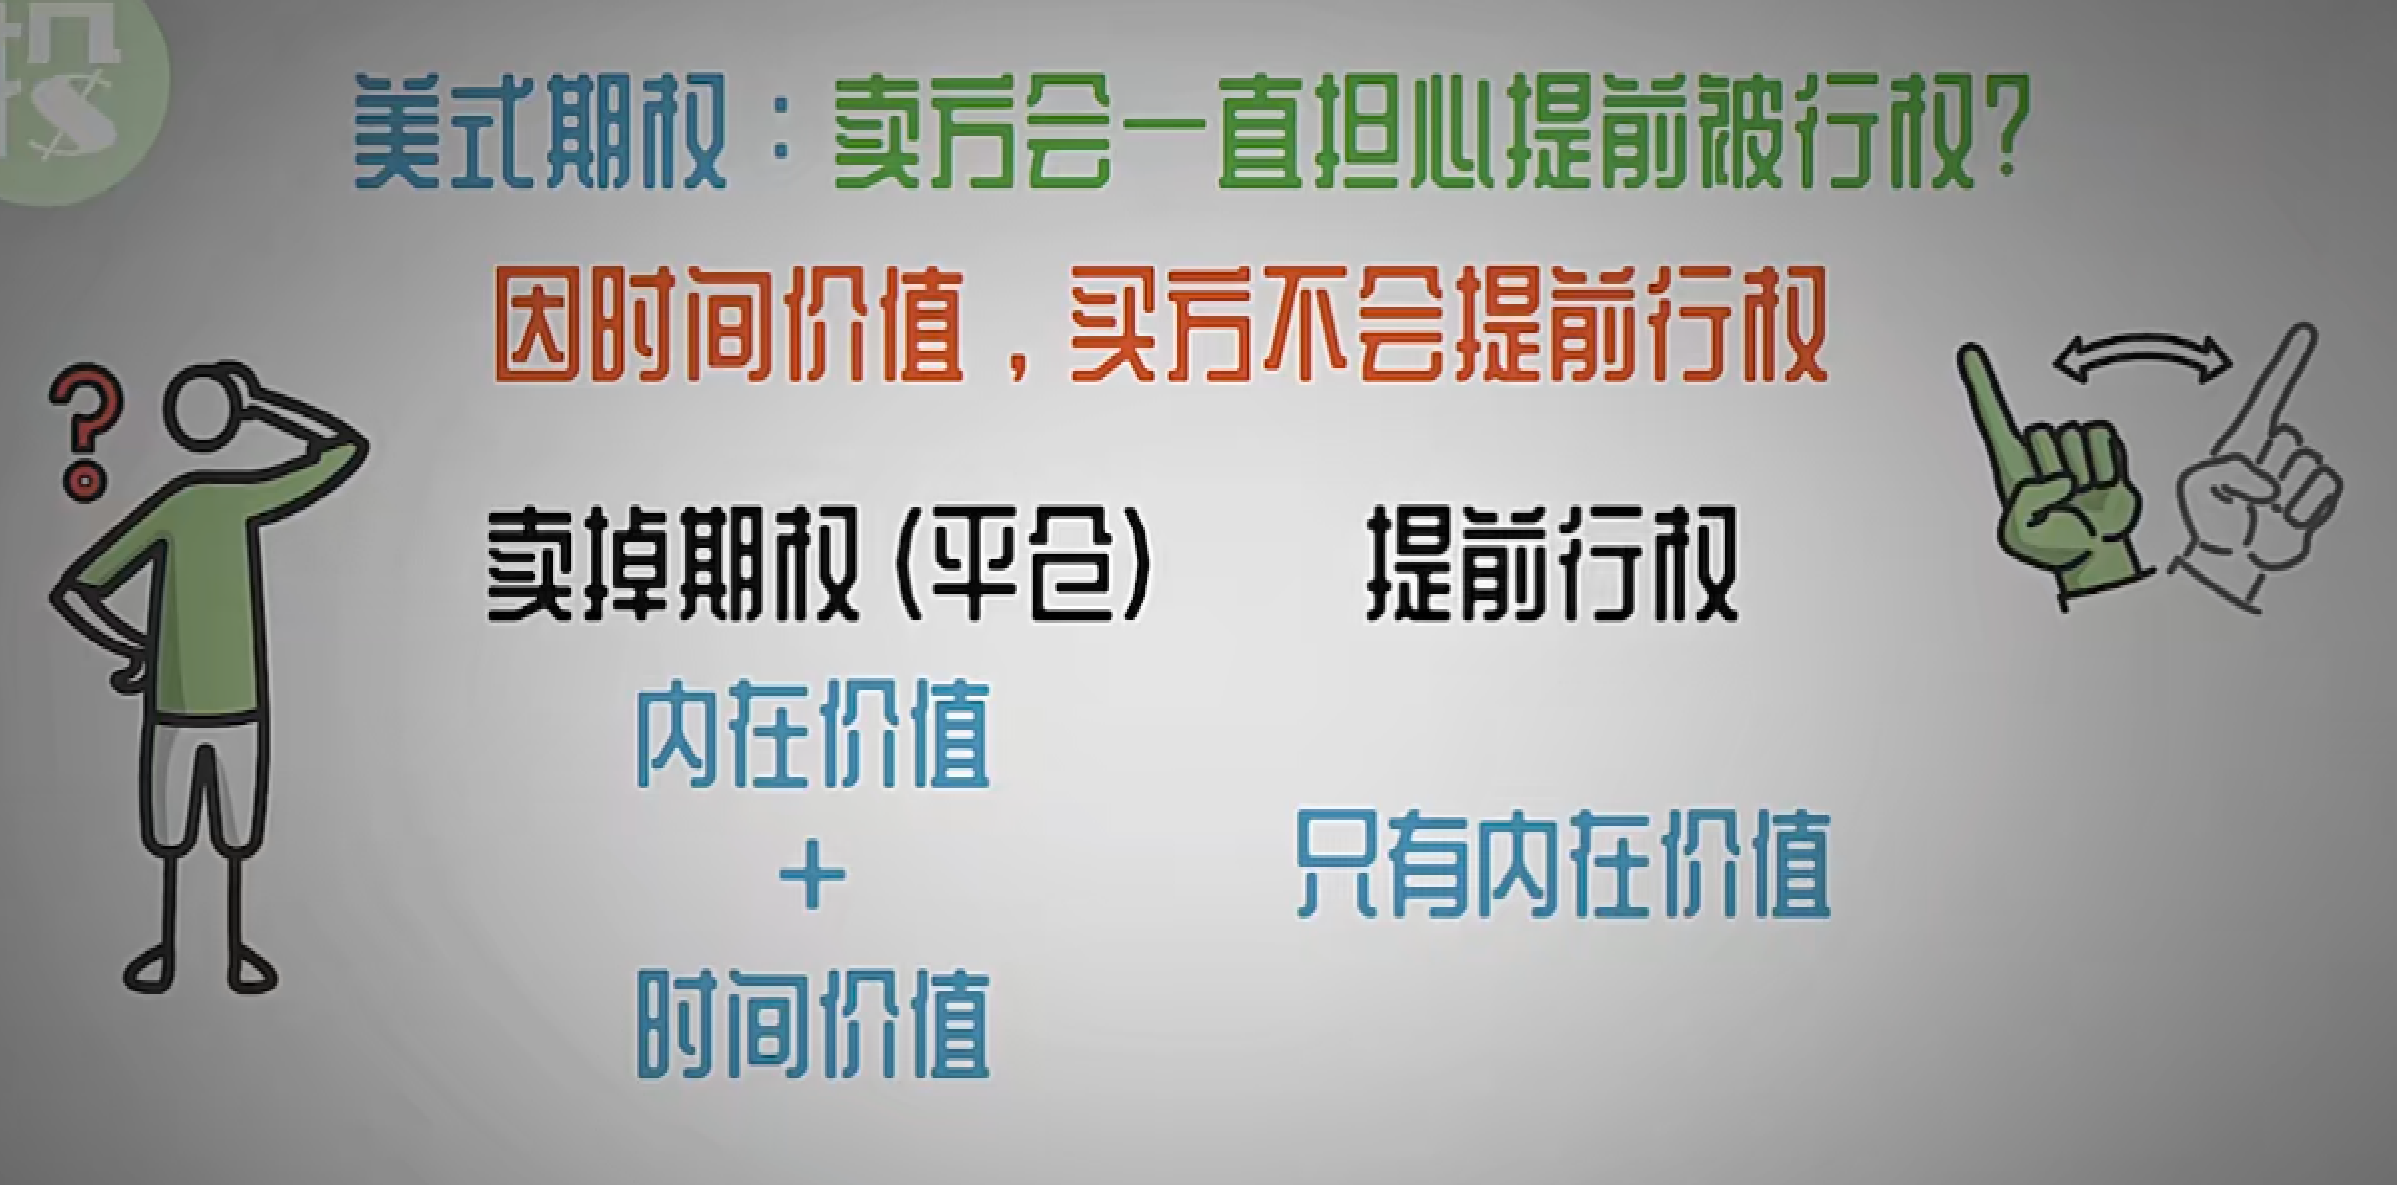 美式期权：卖方会一直担心提前被行权?
因时间价值，买方不会提前行权
卖掉期权(平仓) 提前行权
内在价值
+
只有内在价值
时间价值